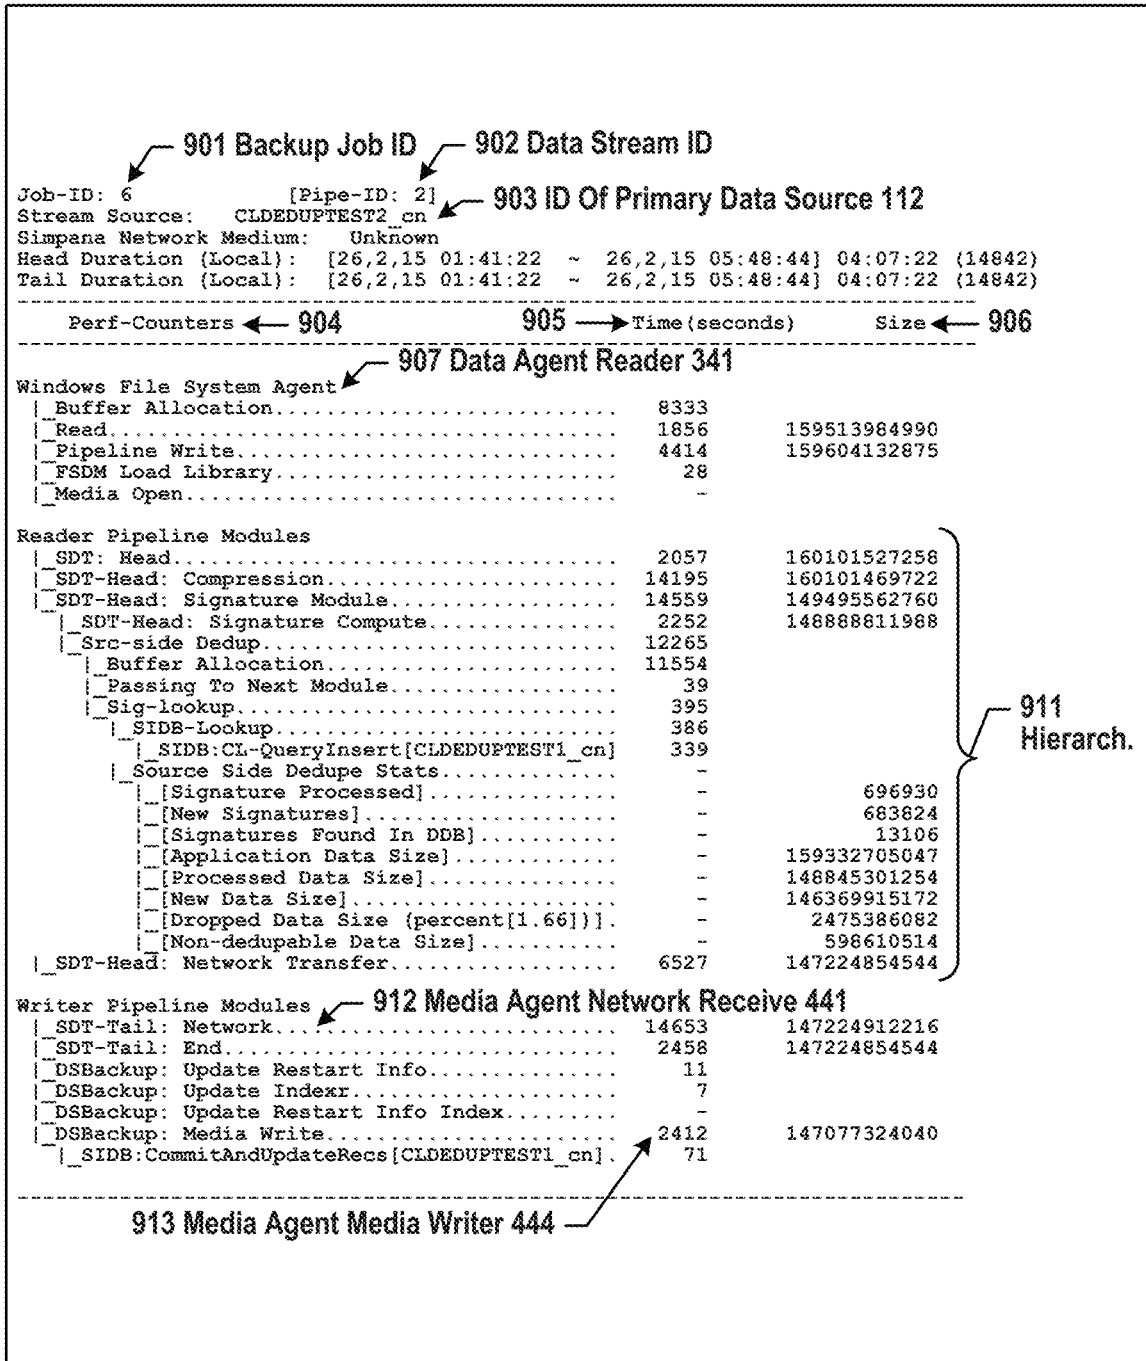 901 Backup Job ID 902 Data Stream ID
Job-ID: 6 [Pipe-ID: 2]
903 ID Of Primary Data Source 112
Stream Source: CLDEDUPTEST2_cn
Simpana Network Medium: Unknown
Head Duration (Local): [26,2,15 01:41:22 ~ 26,2,15 05:48:44] 04:07:22 (14842)
Tail Duration (Local): [26,2,15 01:41:22 ~ 26,2,15 05:48:44] 04:07:22 (14842)
--------------------------------------------------------------------------
Perf-Counters 904 905 Time(seconds) Size 906
--------------------------------------------------------------------------
907 Data Agent Reader 341
Windows File System Agent
|_Buffer Allocation........................... 8333
|_Read........................................ 1856 159513984990
|_Pipeline Write.............................. 4414 159604132875
|_FSDM Load Library........................... 28
|_Media Open.................................. -
Reader Pipeline Modules
|_SDT: Head................................... 2057 160101527258
|_SDT-Head: Compression....................... 14195 160101469722
|_SDT-Head: Signature Module.................. 14559 149495562760
|_SDT-Head: Signature Compute............... 2252 148888811988
|_Src-side Dedup............................ 12265
|_Buffer Allocation....................... 11554
|_Passing To Next Module.................. 39
|_Sig-lookup.............................. 395
|_SIDB-Lookup........................... 386
|_SIDB:CL-QueryInsert[CLDEDUPTEST1_cn] 339
|_Source Side Dedupe Stats.............. -
|_[Signature Processed]............... - 696930
|_[New Signatures].................... - 683824
|_[Signatures Found In DDB]........... - 13106
|_[Application Data Size]............. - 159332705047
|_[Processed Data Size]............... - 148845301254
|_[New Data Size]..................... - 146369915172
|_[Dropped Data Size (percent[1.66])]. - 2475386082
|_[Non-dedupable Data Size]........... - 598610514
|_SDT-Head: Network Transfer.................. 6527 147224854544
911
Hierarch.
Writer Pipeline Modules 912 Media Agent Network Receive 441
|_SDT-Tail: Network........................... 14653 147224912216
|_SDT-Tail: End............................... 2458 147224854544
|_DSBackup: Update Restart Info............... 11
|_DSBackup: Update Indexr..................... 7
|_DSBackup: Update Restart Info Index......... -
|_DSBackup: Media Write....................... 2412 147077324040
|_SIDB:CommitAndUpdateRecs[CLDEDUPTEST1_cn]. 71
--------------------------------------------------------------------------
913 Media Agent Media Writer 444